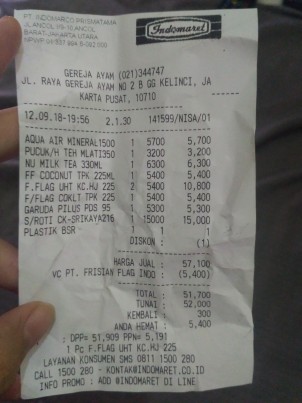 PT. INDOMARCO PRISMATAMA
JL.ANCOL 1/9-10,ANCOL
BARAT,JAKARTA UTARA
Indomaret
GEREJA AYAM (021)344747
JL. RAYA GEREJA AYAM NO 2 B GG KELINCI, JA
KARTA PUSAT, 10710
12.09.18-19:56 2.1.30 141599/NISA/01
AQUA AIR MINERAL1500 1 5700 5,700
PUCUK/H TEH MLATI350 1 3200 3,200
NU MILK TEA 330ML 1 6300 6,300
FF COCONUT TPK 225ML 1 5400 5,400
F.FLAG UHT KC.HJ 225 2 5400 10,800
F/FLAG COKLT TPK 225 1 5400 5,400
GARUDA PILUS PDS 95 1 5300 5,300
S/ROTI CK-SRIKAYA216 1 15000 15,000
PLASTIK BSR 1 1 1
DISKON : (1)
HARGA JUAL : 57,100
VC PT. FRISIAN FLAG INDO : (5,400)
TOTAL : 51,700
TUNAI : 52,000
KEMBALI : 300
ANDA HEMAT : 5,400
: DPP= 51,909 PPN= 5,191
1 Pc F.FLAG UHT KC.HJ 225
LAYANAN KONSUMEN SMS 0811 1500 280
CALL 1500 280 - KONTAK@INDOMARET.CO.ID
INFO PROMO : ADD @INDOMARET DI LINE